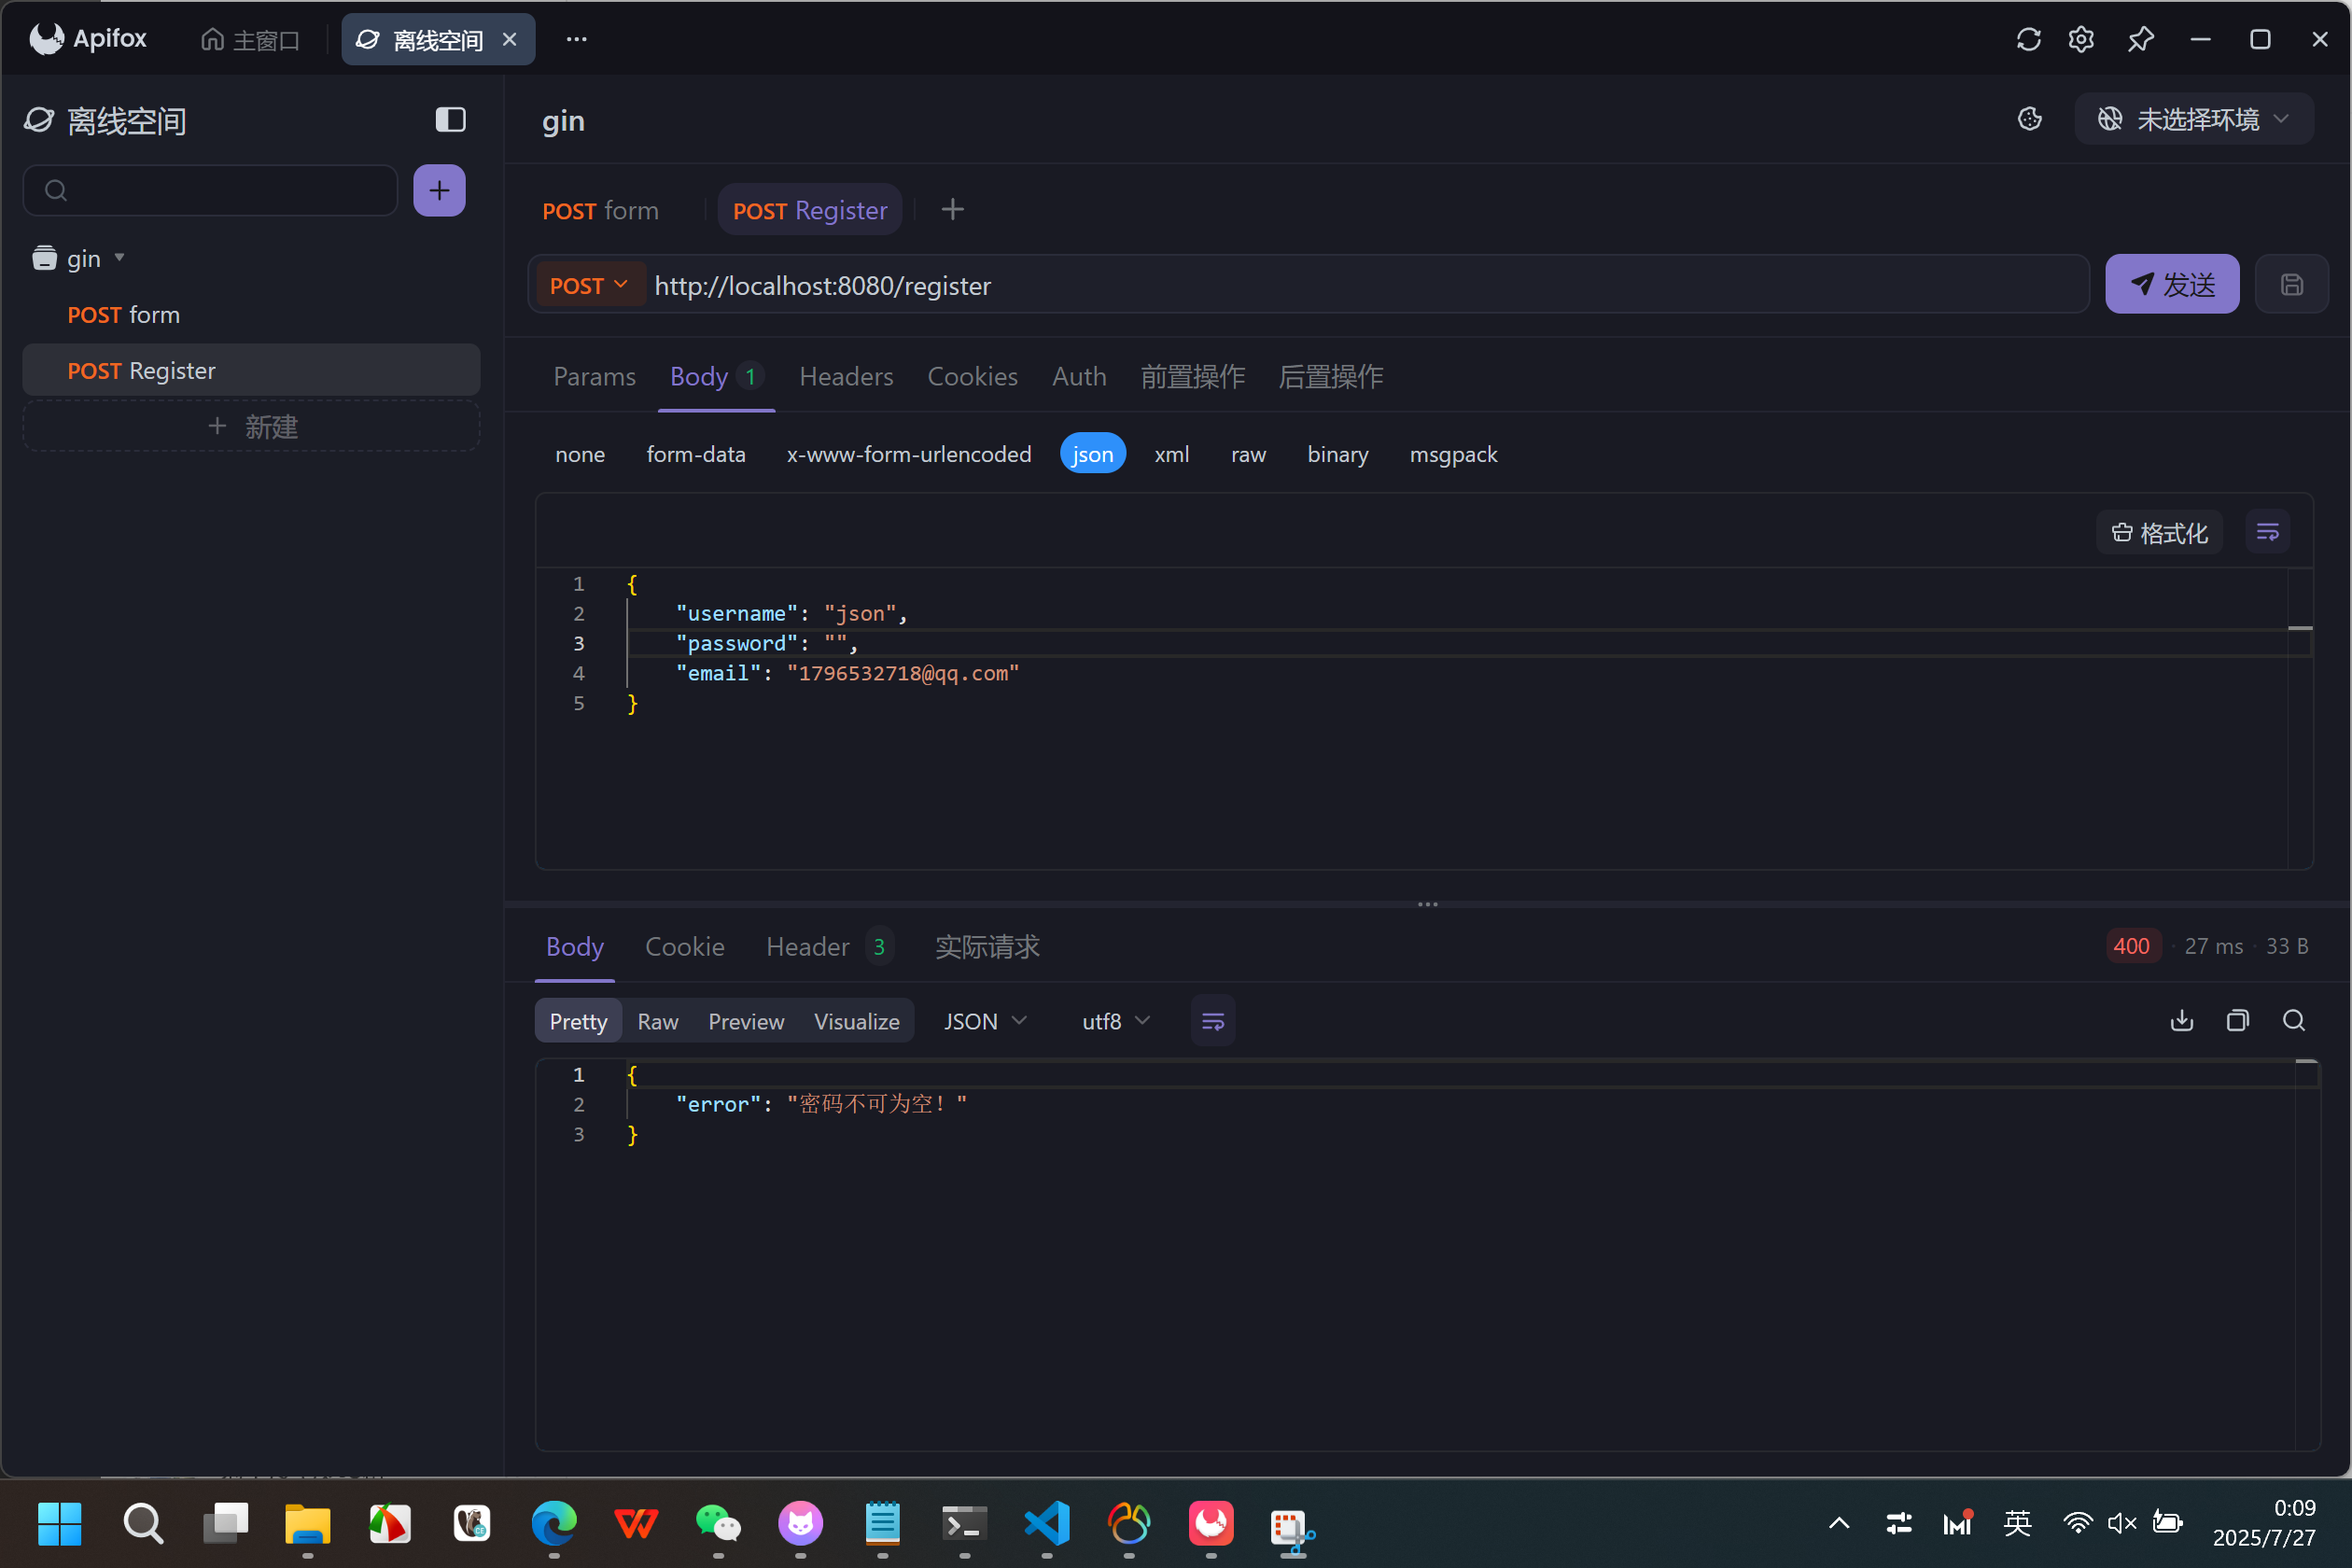 Apifox 主窗口 离线空间
离线空间
gin
未选择环境
gin
POST form
POST Register
新建
POST form POST Register
POST http://localhost:8080/register 发送
Params Body 1 Headers Cookies Auth 前置操作 后置操作
none form-data x-www-form-urlencoded json xml raw binary msgpack
格式化
1 {
2 "username": "json",
3 "password": "",
4 "email": "1796532718@qq.com"
5 }
Body Cookie Header 3 实际请求 400 · 27 ms · 33 B
Pretty Raw Preview Visualize JSON utf8
1 {
2 "error": "密码不可为空！"
3 }
英
0:09
2025/7/27